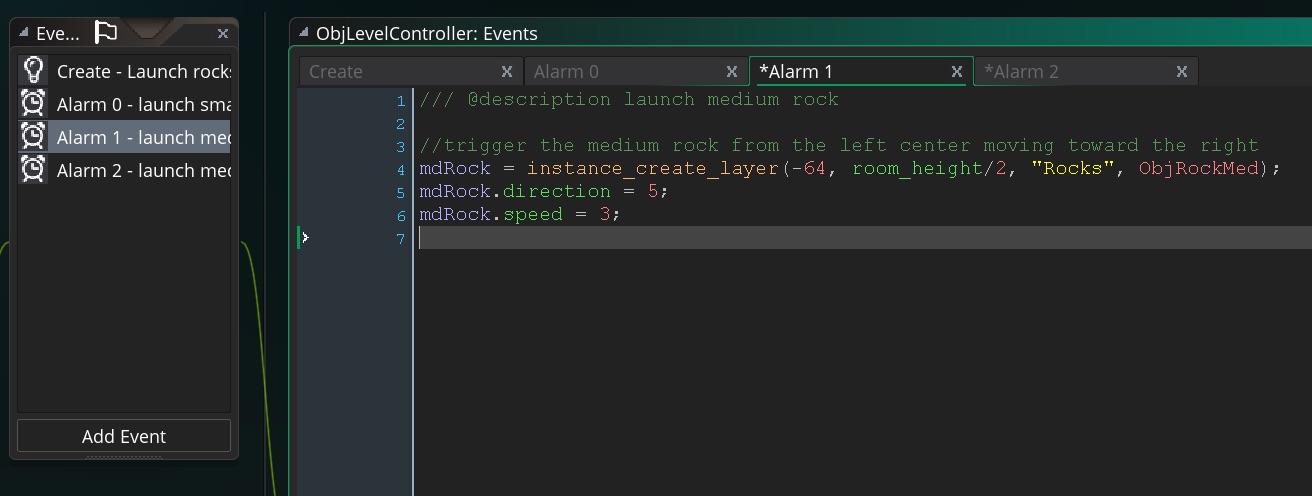 Eve...
X
Create - Launch rocks
Alarm 0 - launch sma
Alarm 1 - launch med
Alarm 2 - launch med
Add Event
ObjLevelController: Events
Create X Alarm 0 X *Alarm 1 X *Alarm 2 X
1 /// @description launch medium rock
2
3 //trigger the medium rock from the left center moving toward the right
4 mdRock = instance_create_layer(-64, room_height/2, "Rocks", ObjRockMed);
5 mdRock.direction = 5;
6 mdRock.speed = 3;
7